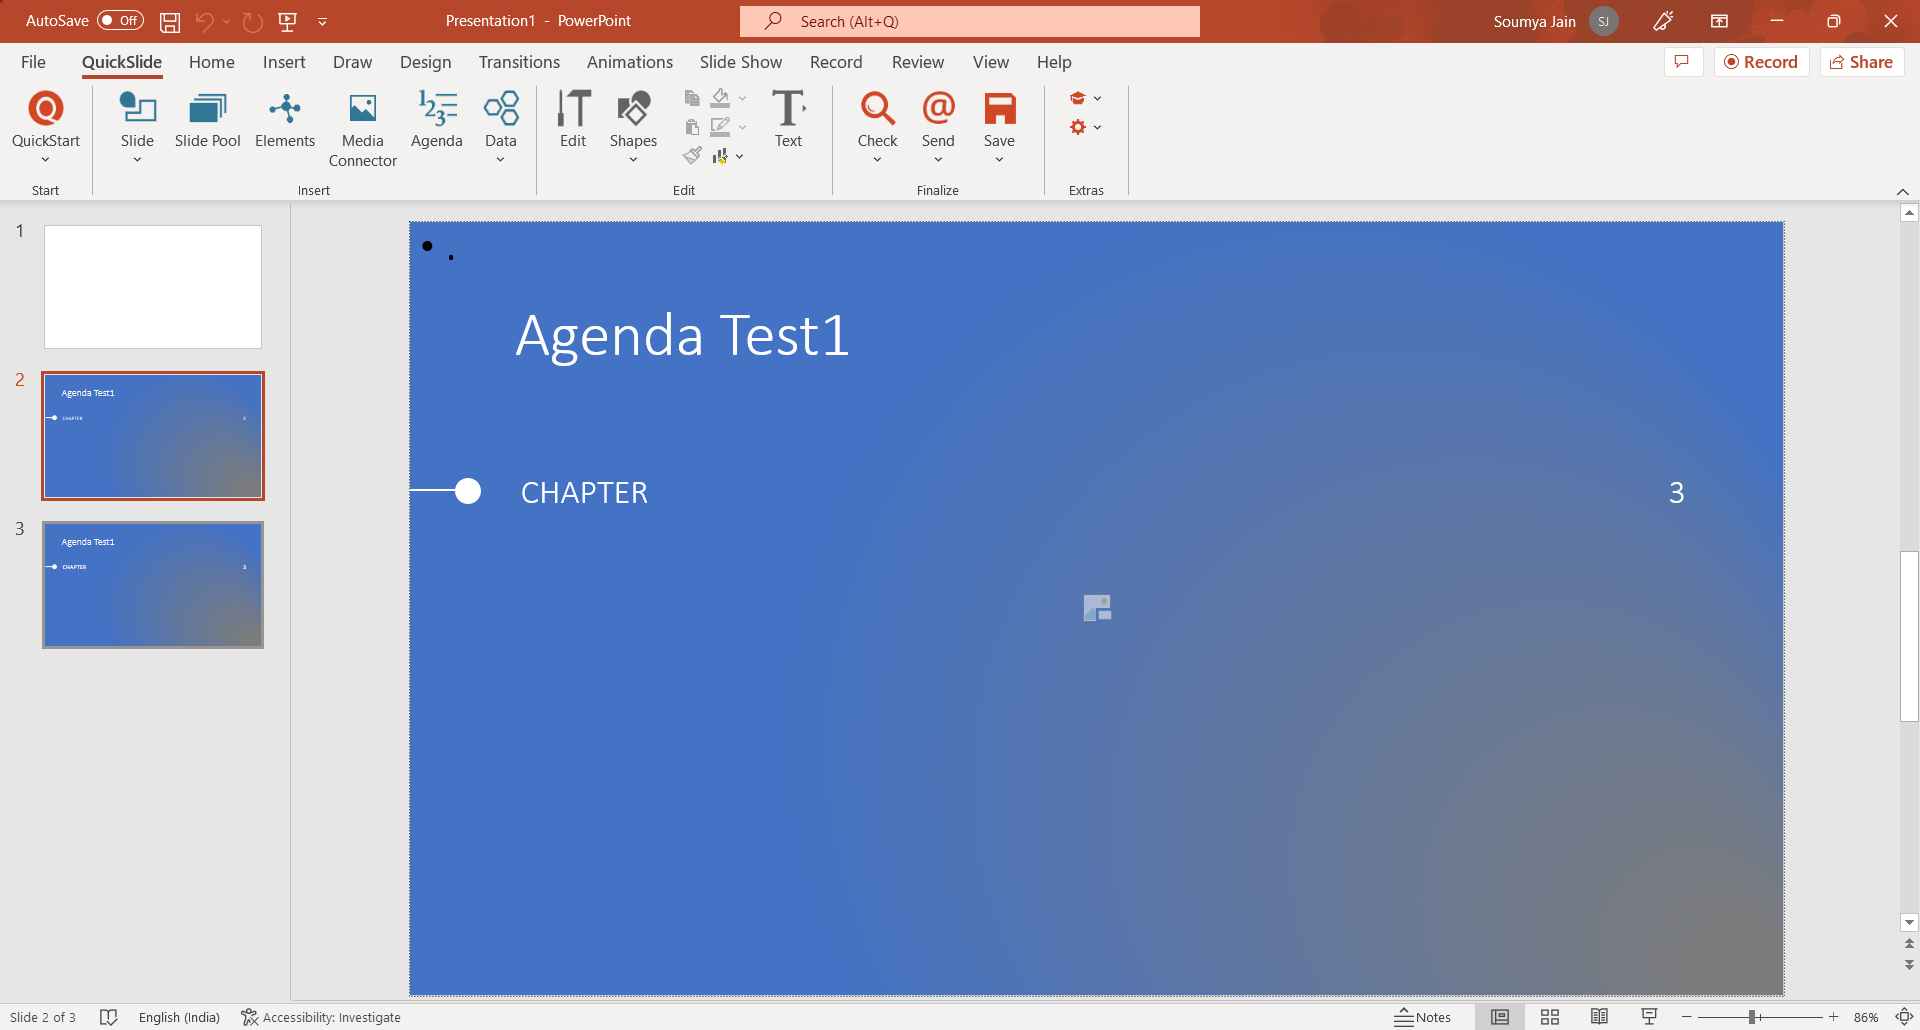 AutoSave Off Presentation1 - PowerPoint Search (Alt+Q) Soumya Jain SJ
File QuickSlide Home Insert Draw Design Transitions Animations Slide Show Record Review View Help Record Share
QuickStart Slide Slide Pool Elements Media Connector Agenda Data Edit Shapes Text Check Send Save
Start Insert Edit Finalize Extras
1
2
Agenda Test1
CHAPTER
3
Agenda Test1
CHAPTER 3
Agenda Test1
CHAPTER 3
Slide 2 of 3 English (India) Accessibility: Investigate Notes 86%